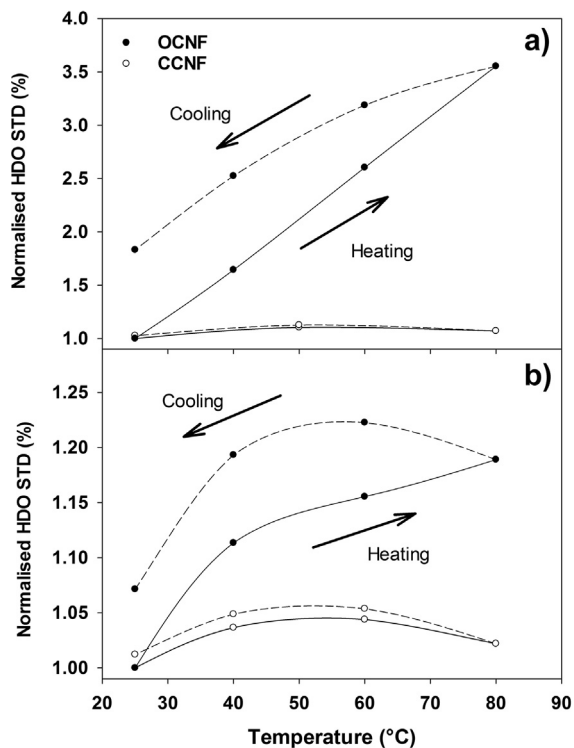 4.0
a)
OCNF
CCNF
3.5
Cooling
3.0
2.5
2.0
Heating
1.5
1.0
Normalised HDO STD (%)
b)
1.25
Cooling
1.20
1.15
1.10
Heating
1.05
1.00
Normalised HDO STD (%)
20 30 40 50 60 70 80 90
Temperature (°C)